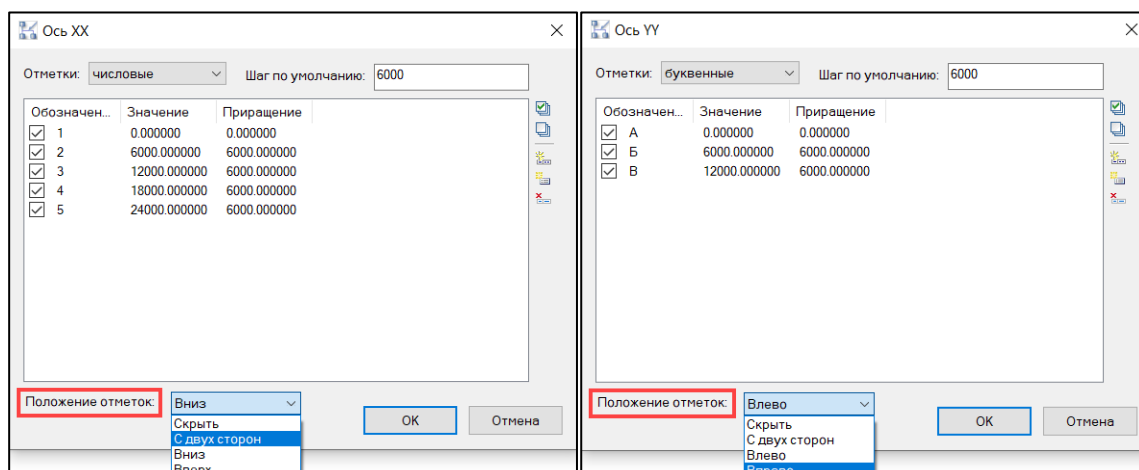 Ось XX
Отметки: числовые Шаг по умолчанию: 6000
Обозначен... Значение Приращение
1 0.000000 0.000000
2 6000.000000 6000.000000
3 12000.000000 6000.000000
4 18000.000000 6000.000000
5 24000.000000 6000.000000
Положение отметок: Вниз
OK Отмена
Скрыть
С двух сторон
Вниз
Вверх
Ось YY
Отметки: буквенные Шаг по умолчанию: 6000
Обозначен... Значение Приращение
А 0.000000 0.000000
Б 6000.000000 6000.000000
В 12000.000000 6000.000000
Положение отметок: Влево
OK Отмена
Скрыть
С двух сторон
Влево
Вправо